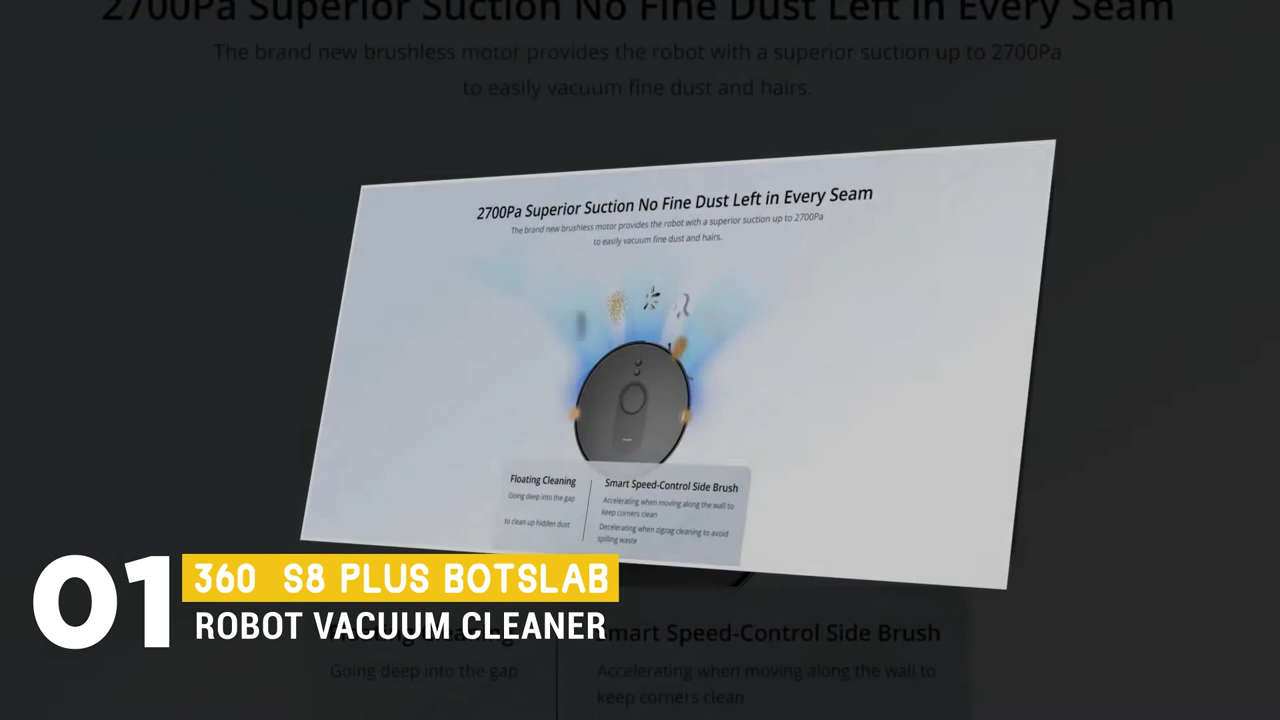 2700Pa Superior Suction No Fine Dust Left in Every Seam
The brand new brushless motor provides the robot with a superior suction up to 2700Pa
to easily vacuum fine dust and hairs.
2700Pa Superior Suction No Fine Dust Left in Every Seam
The brand new brushless motor provides the robot with a superior suction up to 2700Pa
to easily vacuum fine dust and hairs.
Floating Cleaning
Going deep into the gap
to clean up hidden dust
Smart Speed-Control Side Brush
Accelerating when moving along the wall to
keep corners clean
Decelerating when zigzag cleaning to avoid
spilling waste
01
360 S8 PLUS BOTSLAB
ROBOT VACUUM CLEANER
Smart Speed-Control Side Brush
Going deep into the gap
Accelerating when moving along the wall to
keep corners clean